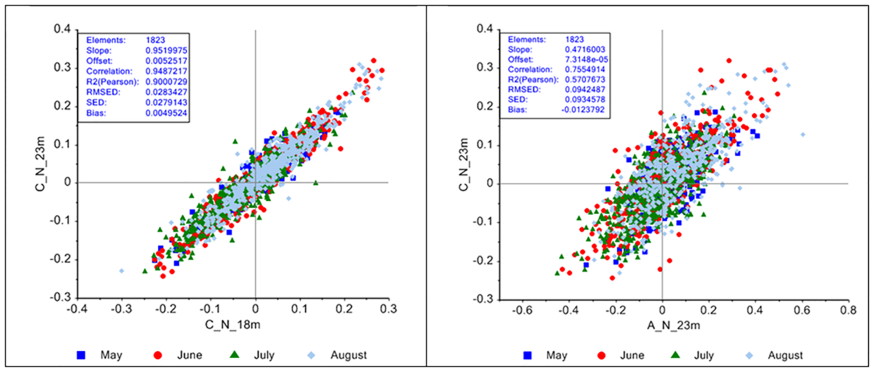 0.4
0.3
0.2
0.1
0
-0.1
-0.2
-0.3
C_N_23m
Elements: 1823
Slope: 0.9519975
Offset: 0.0052517
Correlation: 0.9487217
R2(Pearson): 0.9000729
RMSED: 0.0283427
SED: 0.0279143
Bias: 0.0049524
-0.4 -0.3 -0.2 -0.1 0 0.1 0.2 0.3
C_N_18m
May June July August
0.4
0.3
0.2
0.1
0
-0.1
-0.2
-0.3
C_N_23m
Elements: 1823
Slope: 0.4716003
Offset: 7.3148e-05
Correlation: 0.7554914
R2(Pearson): 0.5707673
RMSED: 0.0942487
SED: 0.0934578
Bias: -0.0123792
-0.6 -0.4 -0.2 0 0.2 0.4 0.6 0.8
A_N_23m
May June July August